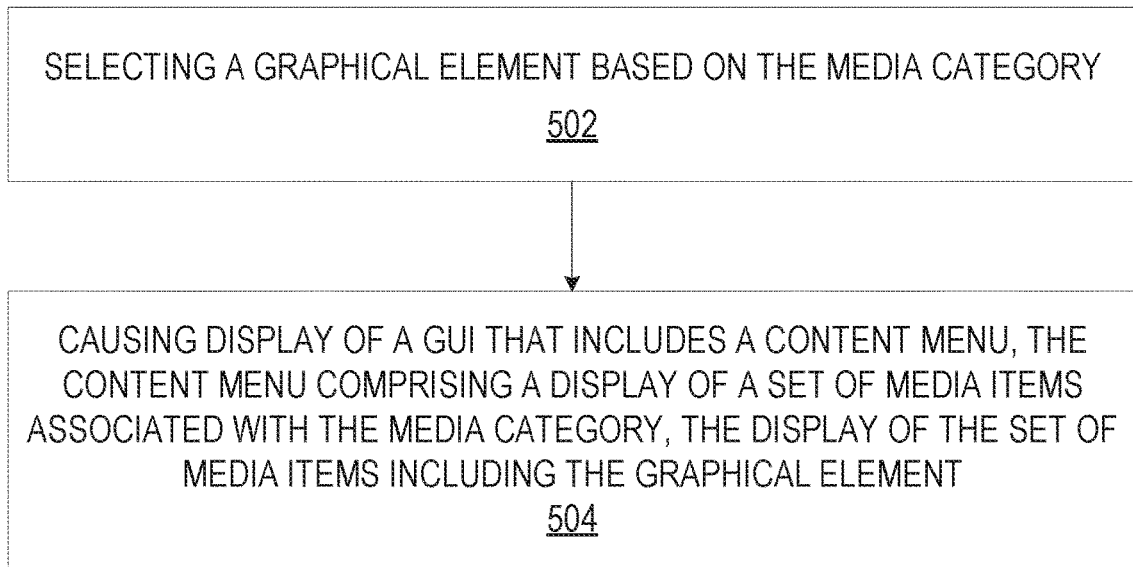 SELECTING A GRAPHICAL ELEMENT BASED ON THE MEDIA CATEGORY
502
CAUSING DISPLAY OF A GUI THAT INCLUDES A CONTENT MENU, THE
CONTENT MENU COMPRISING A DISPLAY OF A SET OF MEDIA ITEMS
ASSOCIATED WITH THE MEDIA CATEGORY, THE DISPLAY OF THE SET OF
MEDIA ITEMS INCLUDING THE GRAPHICAL ELEMENT
504